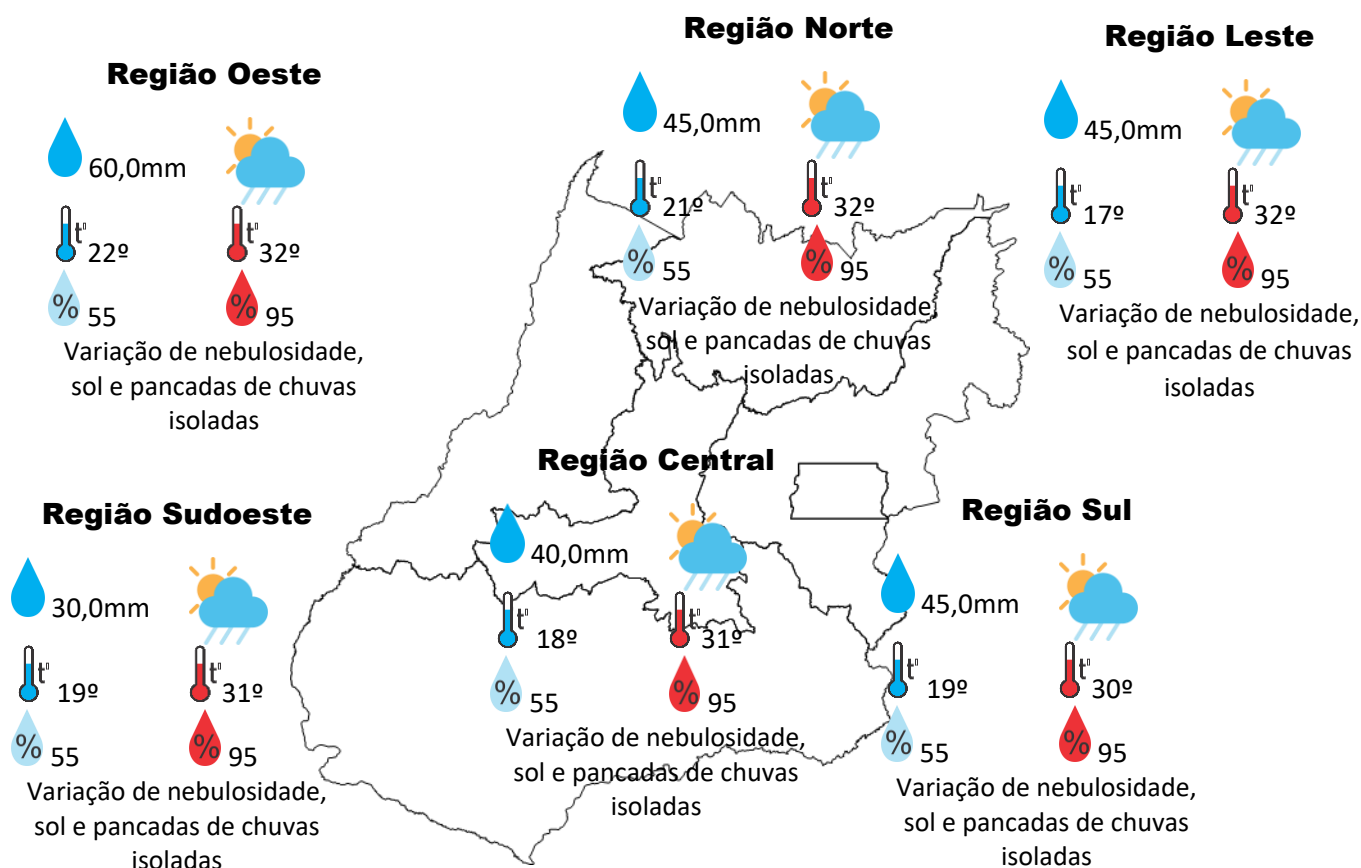 Região Norte
45,0mm
t°
21º
t°
32º
% 55
% 95
Variação de nebulosidade,
sol e pancadas de chuvas
isoladas
Região Leste
45,0mm
t°
17º
t°
32º
% 55
% 95
Variação de nebulosidade,
sol e pancadas de chuvas
isoladas
Região Oeste
60,0mm
t°
22º
t°
32º
% 55
% 95
Variação de nebulosidade,
sol e pancadas de chuvas
isoladas
Região Central
40,0mm
t°
18º
t°
31º
% 55
% 95
Variação de nebulosidade,
sol e pancadas de chuvas
isoladas
Região Sudoeste
30,0mm
t°
19º
t°
31º
% 55
% 95
Variação de nebulosidade,
sol e pancadas de chuvas
isoladas
Região Sul
45,0mm
t°
19º
t°
30º
% 55
% 95
Variação de nebulosidade,
sol e pancadas de chuvas
isoladas